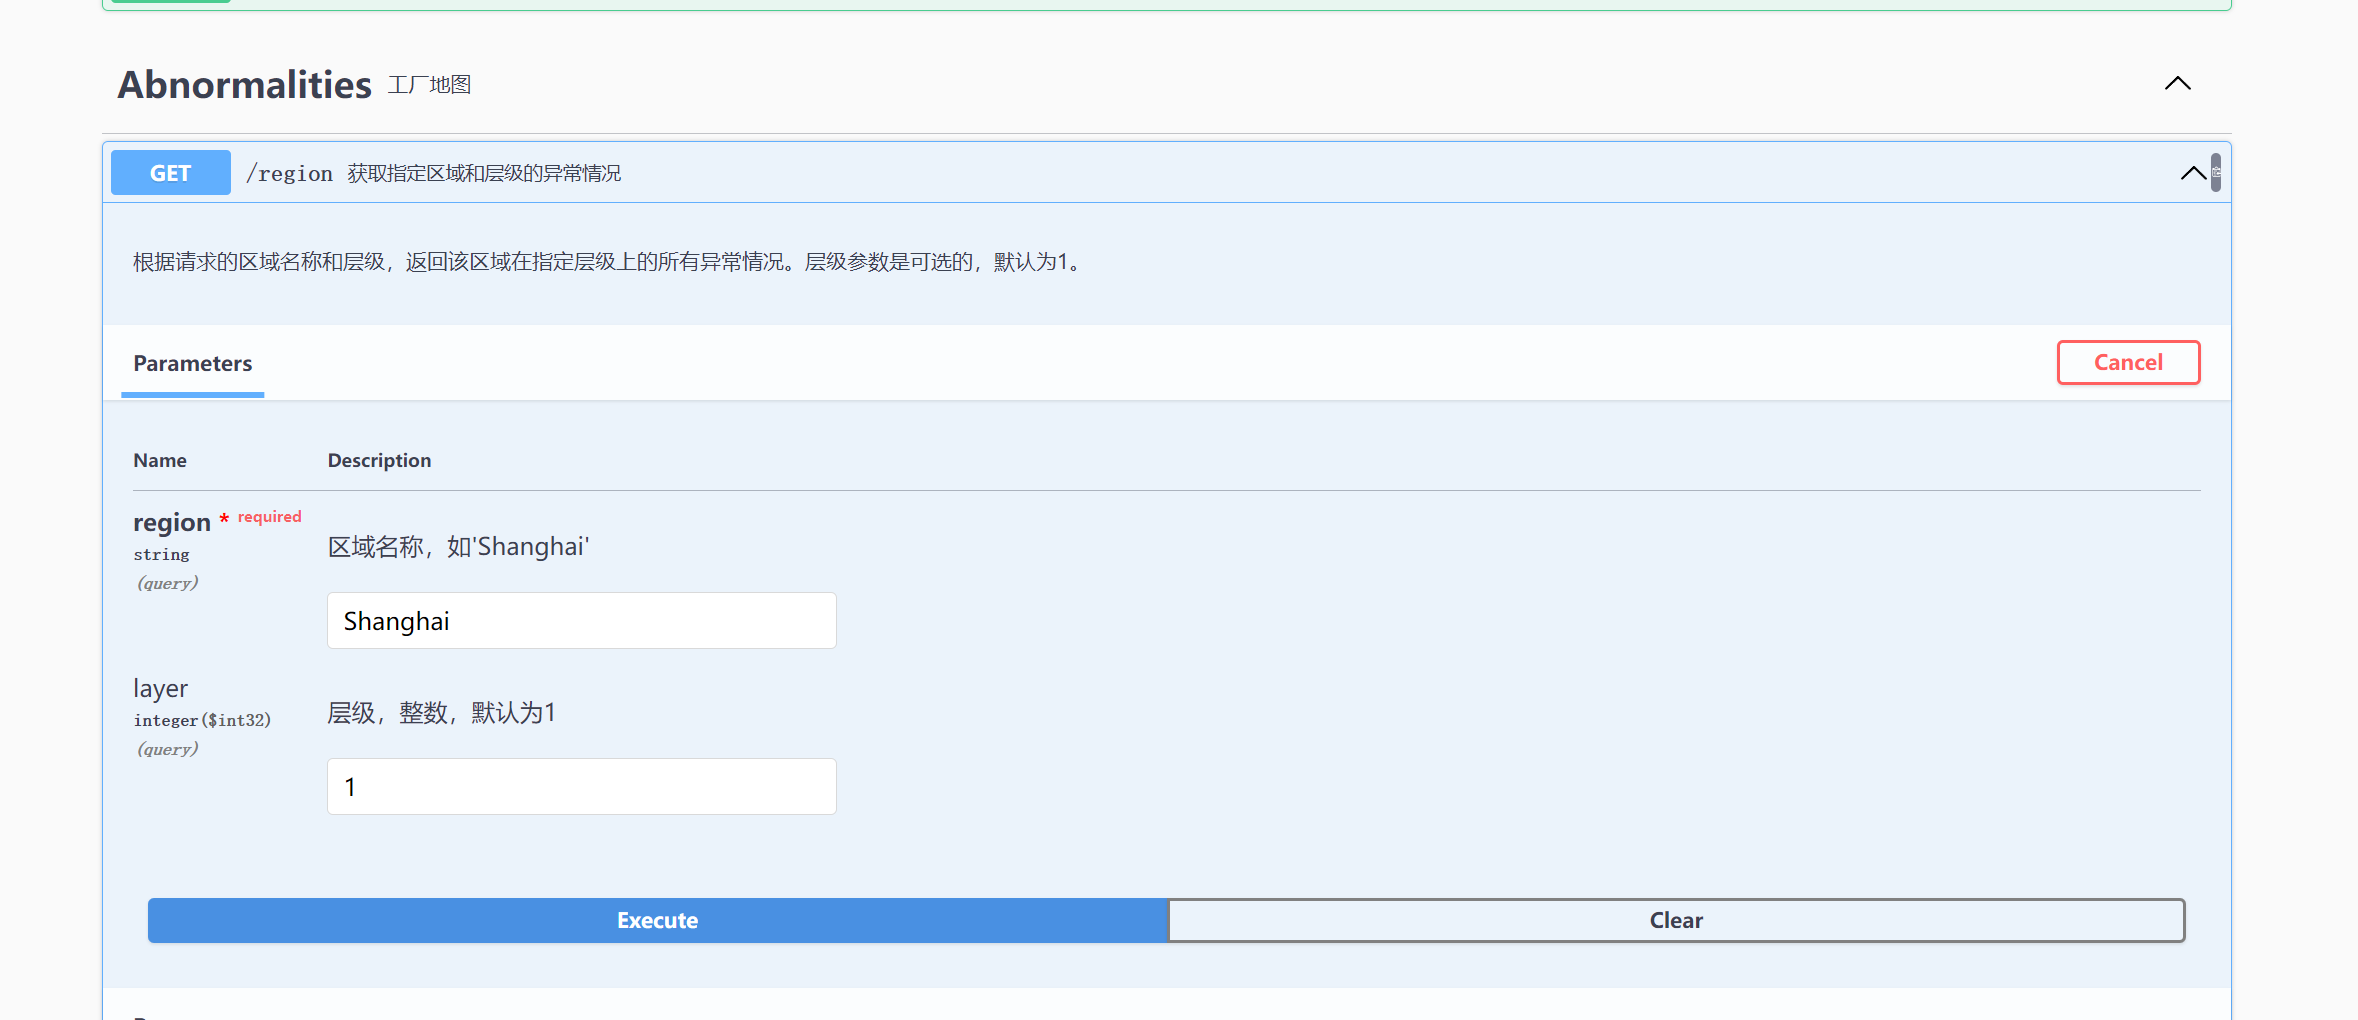 Abnormalities 工厂地图
GET /region 获取指定区域和层级的异常情况
根据请求的区域名称和层级，返回该区域在指定层级上的所有异常情况。层级参数是可选的，默认为1。
Parameters
Cancel
Name Description
region * required
string
(query)
区域名称，如'Shanghai'
Shanghai
layer
integer($int32)
(query)
层级，整数，默认为1
1
Execute
Clear